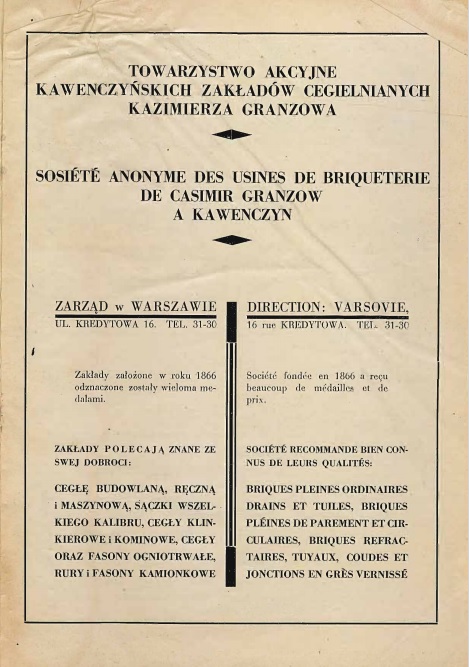 TOWARZYSTWO AKCYJNE
KAWENCZYŃSKICH ZAKŁADÓW CEGIELNIANYCH
KAZIMIERZA GRANZOWA
SOSIÉTÉ ANONYME DES USINES DE BRIQUETERIE
DE CASIMIR GRANZOW
A KAWENCZYN
ZARZĄD w WARSZAWIE
UL. KREDYTOWA 16. TEL. 31-30
Zakłady założone w roku 1866
odznaczone zostały wieloma me-
dalami.
ZAKŁADY POLECAJĄ ZNANE ZE
SWEJ DOBROCI:
CEGŁĘ BUDOWLANĄ, RĘCZNĄ
i MASZYNOWĄ, SĄCZKI WSZEL-
KIEGO KALIBRU, CEGŁY KLIN-
KIEROWE i KOMINOWE, CEGŁY
ORAZ FASONY OGNIOTRWAŁE,
RURY i FASONY KAMIONKOWE
DIRECTION: VARSOVIE,
16 rue KREDYTOWA. TEL. 31-30
Société fondée en 1866 a reçu
beaucoup de médailles et de
prix.
SOCIÉTÉ RECOMMANDE BIEN CON-
NUS DE LEURS QUALITÉS:
BRIQUES PLEINES ORDINAIRES
DRAINS ET TUILES, BRIQUES
PLÉINES DE PAREMENT ET CIR-
CULAIRES, BRIQUES REFRAC-
TAIRES, TUYAUX, COUDES ET
JONCTIONS EN GRÈS VERNISSÉ